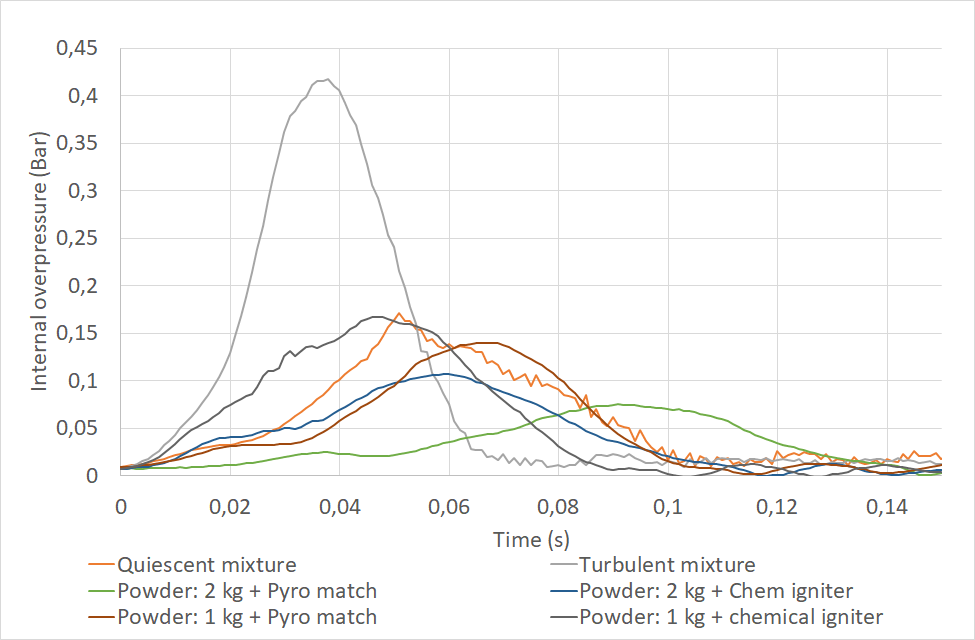 0,45
0,4
0,35
0,3
0,25
0,2
0,15
0,1
0,05
0
Internal overpressure (Bar)
0 0,02 0,04 0,06 0,08 0,1 0,12 0,14
Time (s)
Quiescent mixture Turbulent mixture
Powder: 2 kg + Pyro match Powder: 2 kg + Chem igniter
Powder: 1 kg + Pyro match Powder: 1 kg + chemical igniter